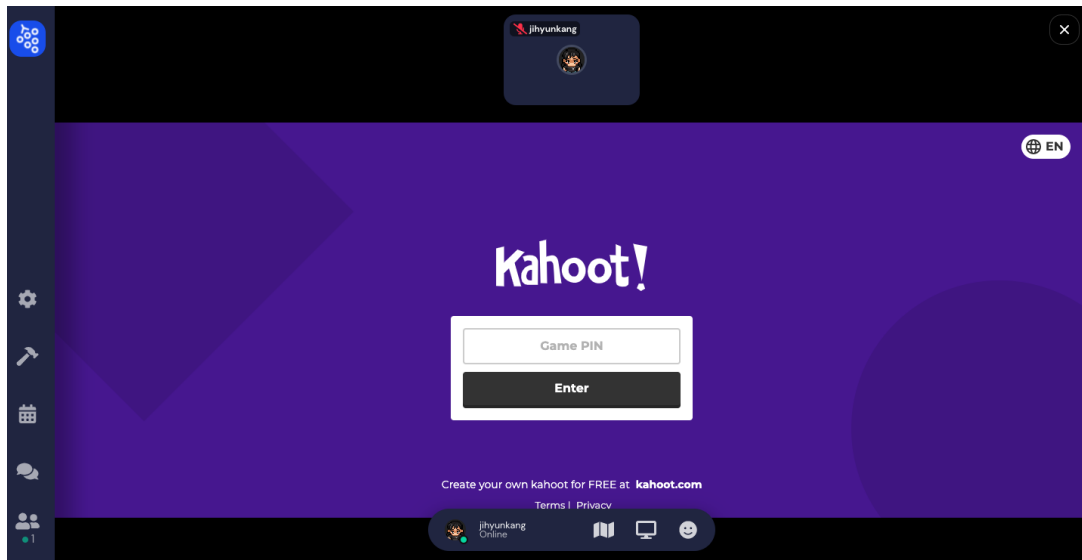 jihyunkang
EN
Kahoot!
Game PIN
Enter
Create your own kahoot for FREE at kahoot.com
Terms | Privacy
jihyunkang
Online
1